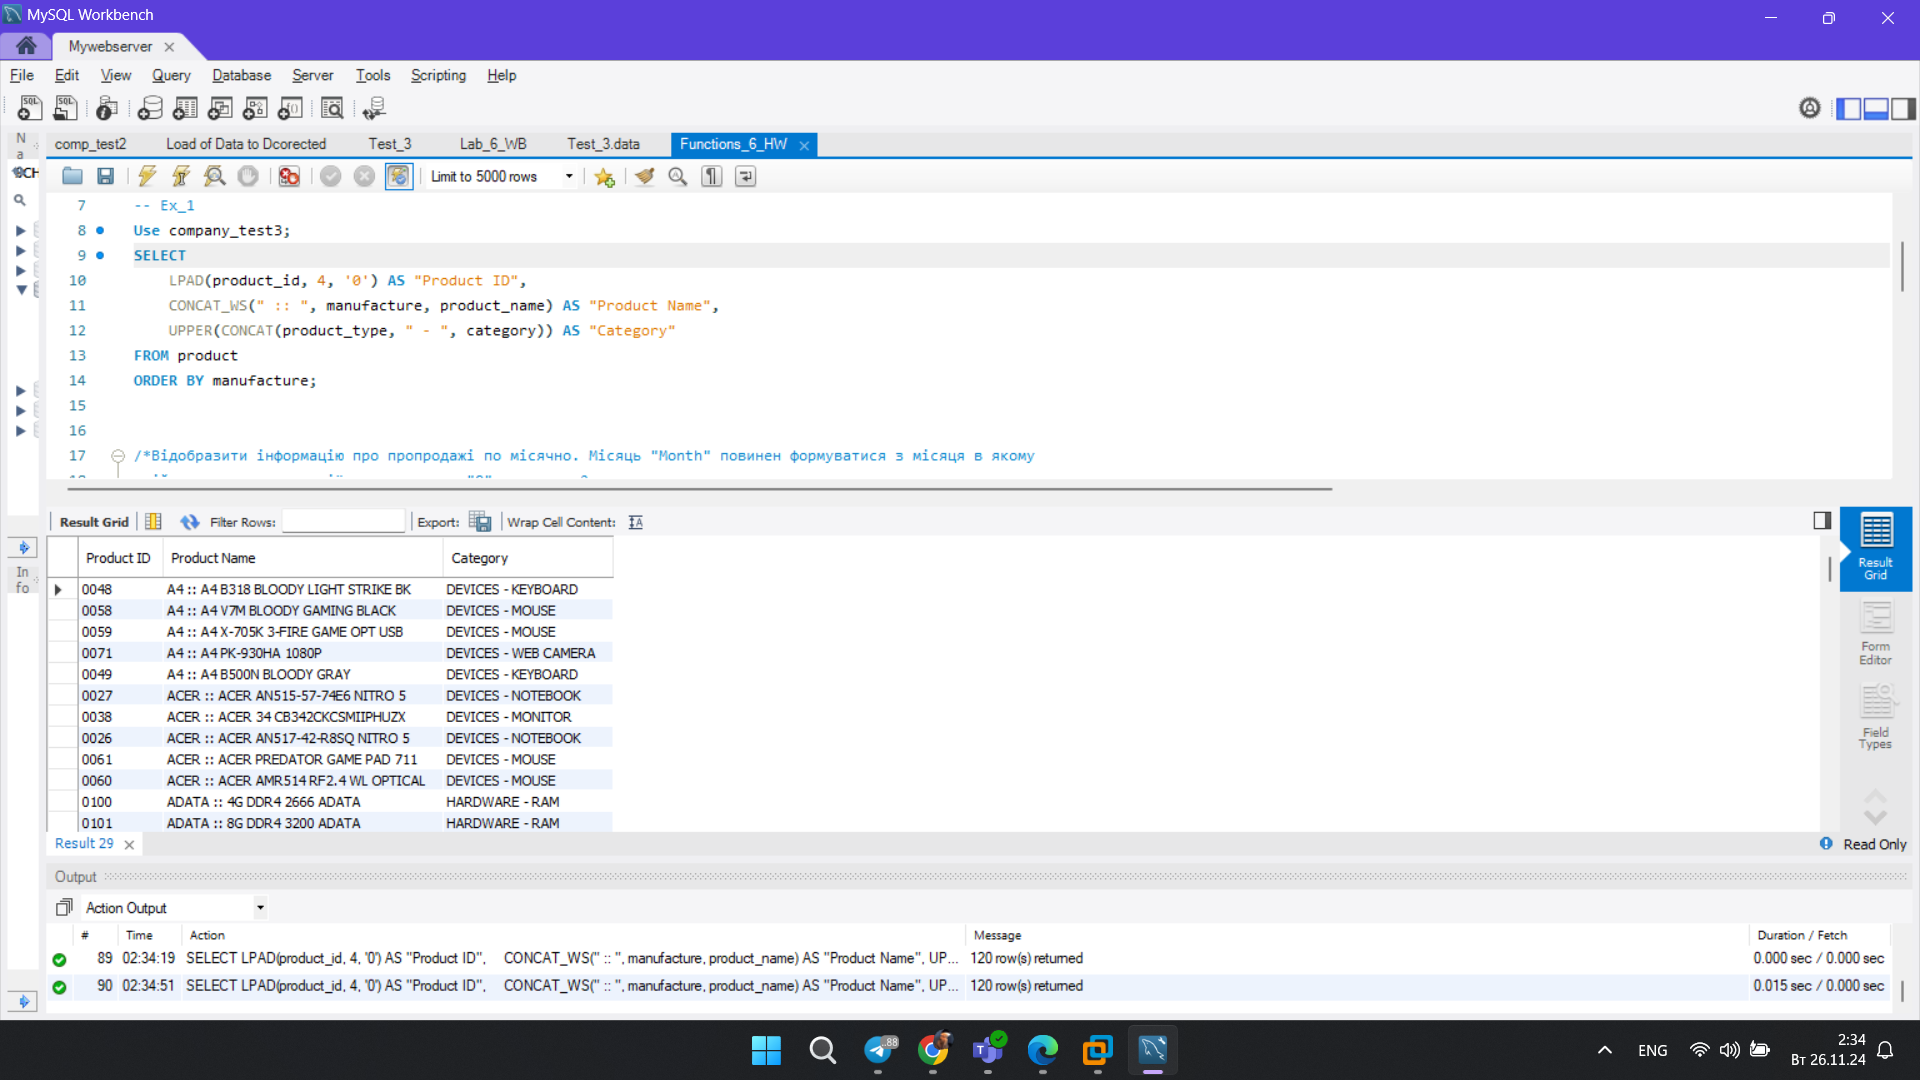 MySQL Workbench
Mywebserver
File Edit View Query Database Server Tools Scripting Help
comp_test2 Load of Data to Dcorected Test_3 Lab_6_WB Test_3.data Functions_6_HW
N
a
SCH
Limit to 5000 rows
7 -- Ex_1
8 Use company_test3;
9 SELECT
10 LPAD(product_id, 4, '0') AS "Product ID",
11 CONCAT_WS(" :: ", manufacture, product_name) AS "Product Name",
12 UPPER(CONCAT(product_type, " - ", category)) AS "Category"
13 FROM product
14 ORDER BY manufacture;
15
16
17 /*Відобразити інформацію про пропродажі по місячно. Місяць "Month" повинен формуватися з місяця в якому
Result Grid Filter Rows: Export: Wrap Cell Content:
In
fo
Product ID Product Name Category
0048 A4 :: A4 B318 BLOODY LIGHT STRIKE BK DEVICES - KEYBOARD
0058 A4 :: A4 V7M BLOODY GAMING BLACK DEVICES - MOUSE
0059 A4 :: A4 X-705K 3-FIRE GAME OPT USB DEVICES - MOUSE
0071 A4 :: A4 PK-930HA 1080P DEVICES - WEB CAMERA
0049 A4 :: A4 B500N BLOODY GRAY DEVICES - KEYBOARD
0027 ACER :: ACER AN515-57-74E6 NITRO 5 DEVICES - NOTEBOOK
0038 ACER :: ACER 34 CB342CKCSMIIPHUZX DEVICES - MONITOR
0026 ACER :: ACER AN517-42-R8SQ NITRO 5 DEVICES - NOTEBOOK
0061 ACER :: ACER PREDATOR GAME PAD 711 DEVICES - MOUSE
0060 ACER :: ACER AMR514 RF2.4 WL OPTICAL DEVICES - MOUSE
0100 ADATA :: 4G DDR4 2666 ADATA HARDWARE - RAM
0101 ADATA :: 8G DDR4 3200 ADATA HARDWARE - RAM
Result
Grid
Form
Editor
Field
Types
Result 29 Read Only
Output
Action Output
# Time Action Message Duration / Fetch
89 02:34:19 SELECT LPAD(product_id, 4, '0') AS "Product ID", CONCAT_WS(" :: ", manufacture, product_name) AS "Product Name", UP... 120 row(s) returned 0.000 sec / 0.000 sec
90 02:34:51 SELECT LPAD(product_id, 4, '0') AS "Product ID", CONCAT_WS(" :: ", manufacture, product_name) AS "Product Name", UP... 120 row(s) returned 0.015 sec / 0.000 sec
..88
ENG
2:34
Вт 26.11.24